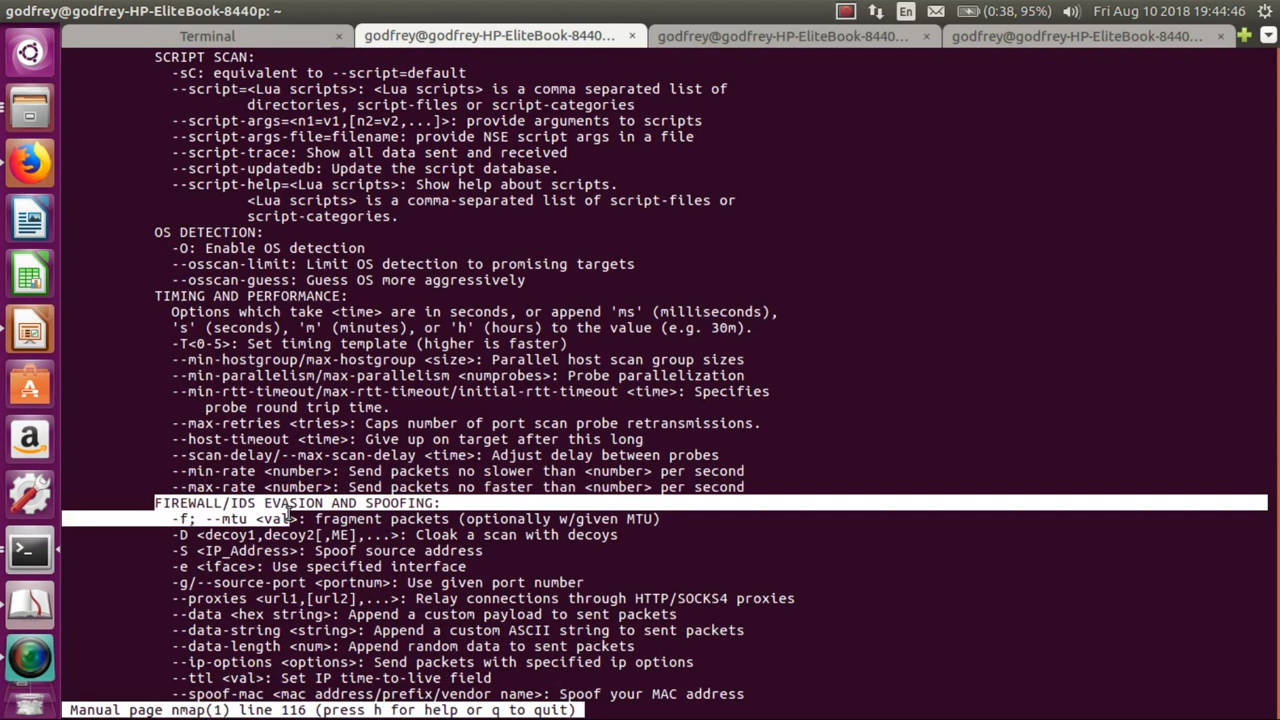 godfrey@godfrey-HP-EliteBook-8440p: ~
En
(0:38, 95%)
Fri Aug 10 2018 19:44:46
Terminal
godfrey@godfrey-HP-EliteBook-8440...
godfrey@godfrey-HP-EliteBook-8440p...
godfrey@godfrey-HP-EliteBook-8440p...
SCRIPT SCAN:
-sC: equivalent to --script=default
--script=<Lua scripts>: <Lua scripts> is a comma separated list of
directories, script-files or script-categories
--script-args=<n1=v1,[n2=v2,...]>: provide arguments to scripts
--script-args-file=filename: provide NSE script args in a file
--script-trace: Show all data sent and received
--script-updatedb: Update the script database.
--script-help=<Lua scripts>: Show help about scripts.
<Lua scripts> is a comma-separated list of script-files or
script-categories.
OS DETECTION:
-O: Enable OS detection
--osscan-limit: Limit OS detection to promising targets
--osscan-guess: Guess OS more aggressively
TIMING AND PERFORMANCE:
Options which take <time> are in seconds, or append 'ms' (milliseconds),
's' (seconds), 'm' (minutes), or 'h' (hours) to the value (e.g. 30m).
-T<0-5>: Set timing template (higher is faster)
--min-hostgroup/max-hostgroup <size>: Parallel host scan group sizes
--min-parallelism/max-parallelism <numprobes>: Probe parallelization
--min-rtt-timeout/max-rtt-timeout/initial-rtt-timeout <time>: Specifies
probe round trip time.
--max-retries <tries>: Caps number of port scan probe retransmissions.
--host-timeout <time>: Give up on target after this long
--scan-delay/--max-scan-delay <time>: Adjust delay between probes
--min-rate <number>: Send packets no slower than <number> per second
--max-rate <number>: Send packets no faster than <number> per second
FIREWALL/IDS EVASION AND SPOOFING:
-f; --mtu <val>: fragment packets (optionally w/given MTU)
-D <decoy1,decoy2[,ME],...>: Cloak a scan with decoys
-S <IP_Address>: Spoof source address
-e <iface>: Use specified interface
-g/--source-port <portnum>: Use given port number
--proxies <url1,[url2],...>: Relay connections through HTTP/SOCKS4 proxies
--data <hex string>: Append a custom payload to sent packets
--data-string <string>: Append a custom ASCII string to sent packets
--data-length <num>: Append random data to sent packets
--ip-options <options>: Send packets with specified ip options
--ttl <val>: Set IP time-to-live field
--spoof-mac <mac address/prefix/vendor name>: Spoof your MAC address
Manual page nmap(1) line 116 (press h for help or q to quit)